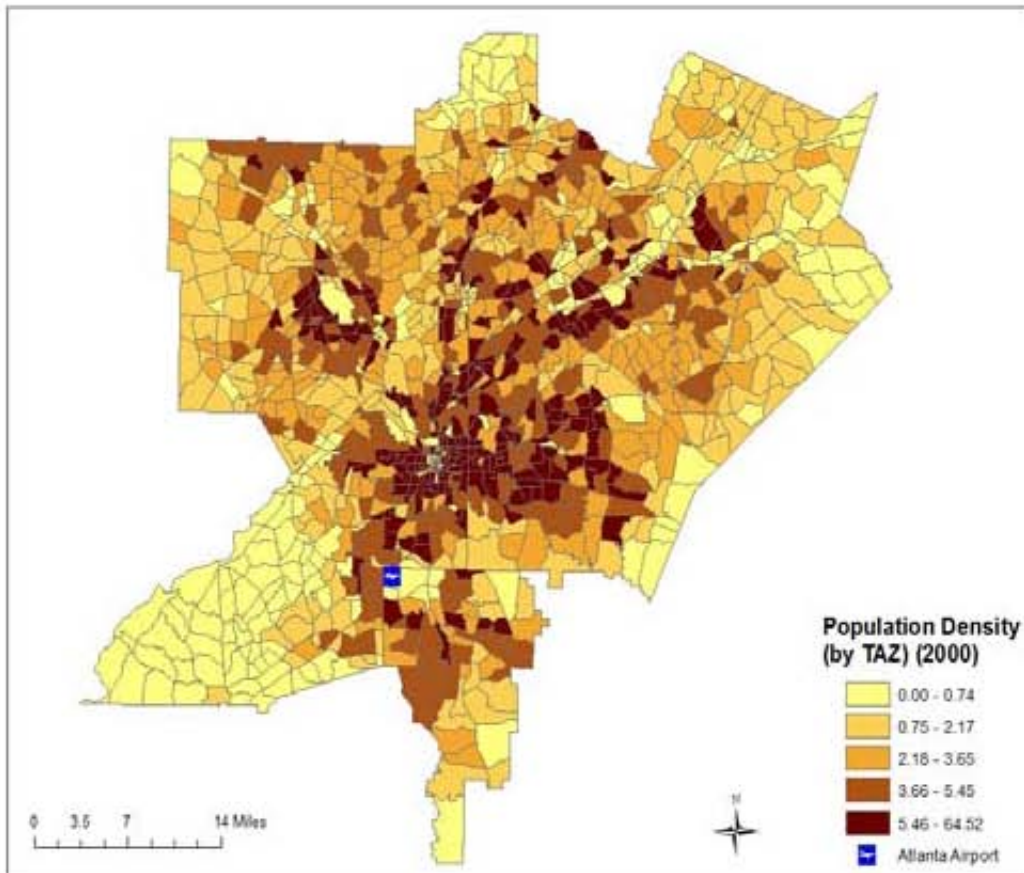 Population Density
(by TAZ) (2000)
0.00 - 0.74
0.75 - 2.17
2.18 - 3.65
3.66 - 5.45
5.46 - 64.52
Atlanta Airport
N
0 3.5 7 14 Miles